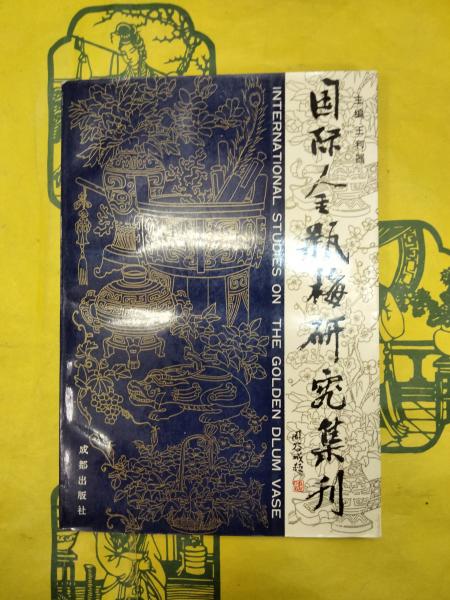 主编 王利器
国际金瓶梅研究集刊
INTERNATIONAL STUDIES ON THE GOLDEN DLUM VASE
成都出版社